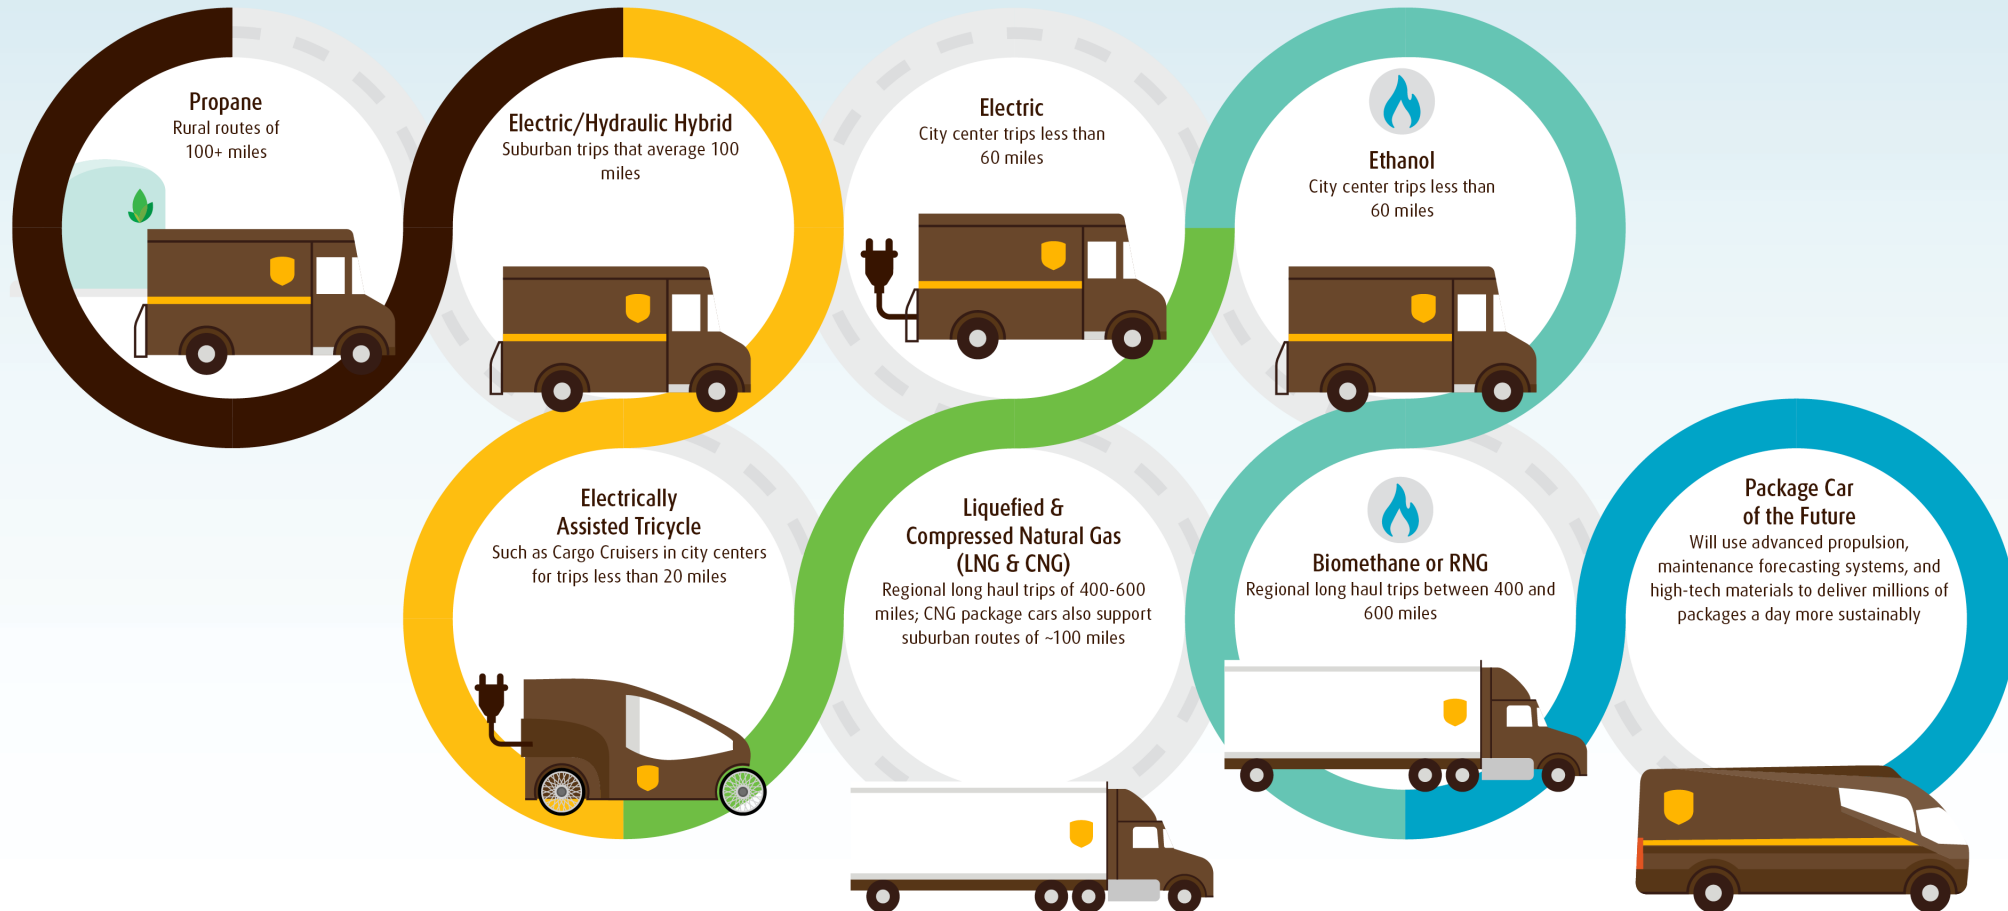 Propane
Rural routes of
100+ miles
Electric/Hydraulic Hybrid
Suburban trips that average 100
miles
Electric
City center trips less than
60 miles
Ethanol
City center trips less than
60 miles
Electrically
Assisted Tricycle
Such as Cargo Cruisers in city centers
for trips less than 20 miles
Liquefied &
Compressed Natural Gas
(LNG & CNG)
Regional long haul trips of 400-600
miles; CNG package cars also support
suburban routes of ~100 miles
Biomethane or RNG
Regional long haul trips between 400 and
600 miles
Package Car
of the Future
Will use advanced propulsion,
maintenance forecasting systems, and
high-tech materials to deliver millions of
packages a day more sustainably